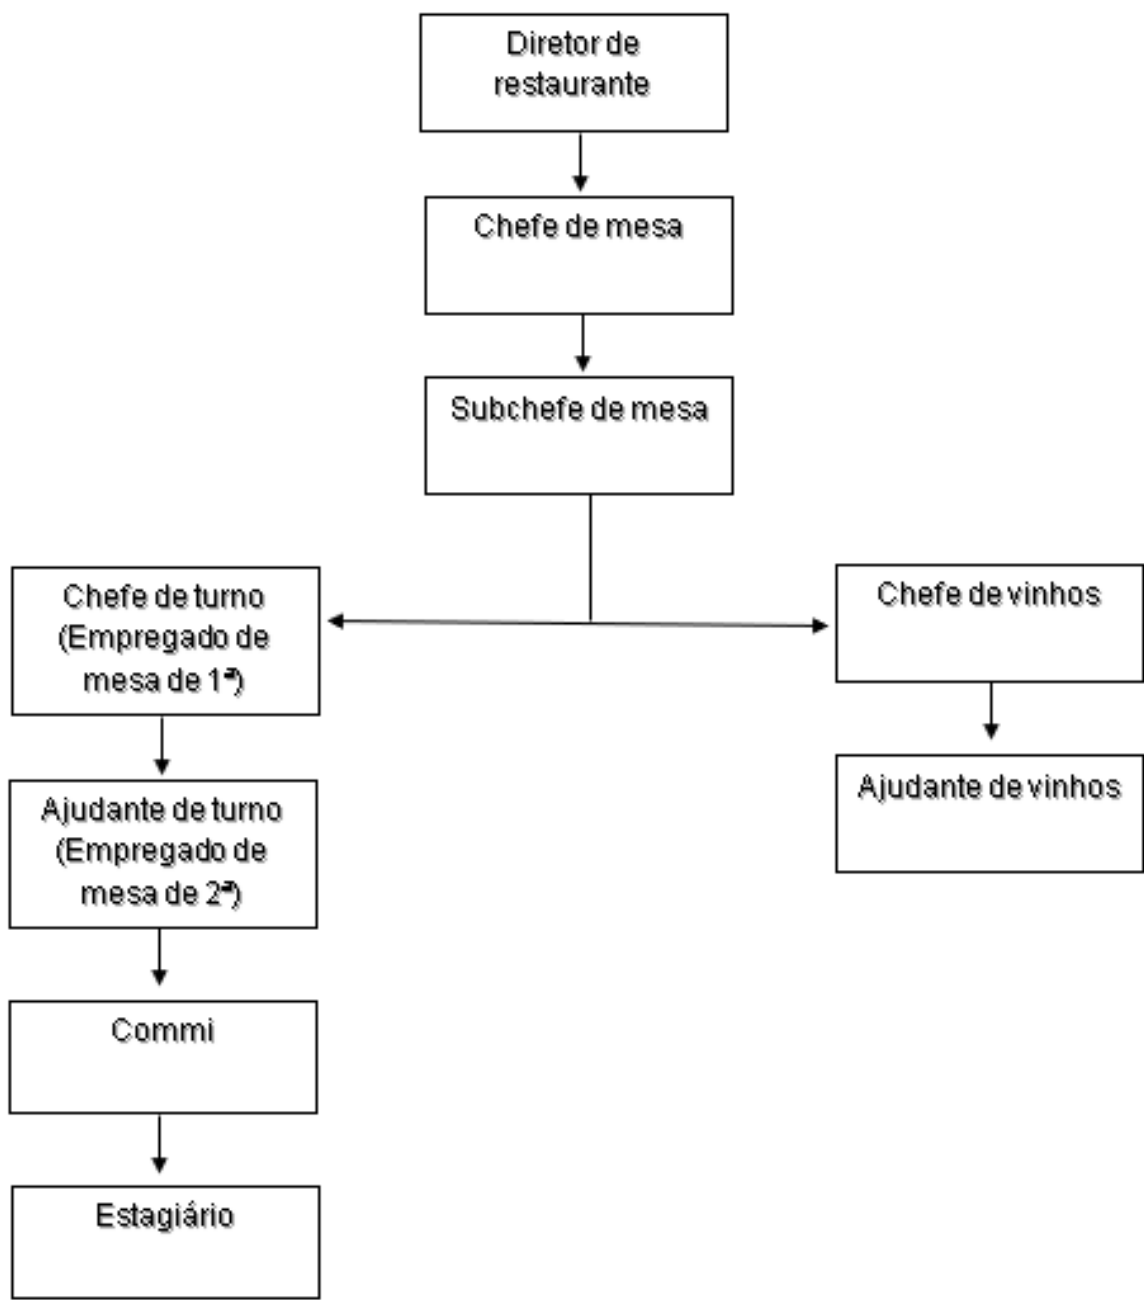 Diretor de
restaurante
Chefe de mesa
Subchefe de mesa
Chefe de turno
(Empregado de
mesa de 1ª)
Chefe de vinhos
Ajudante de turno
(Empregado de
mesa de 2ª)
Ajudante de vinhos
Commi
Estagiário